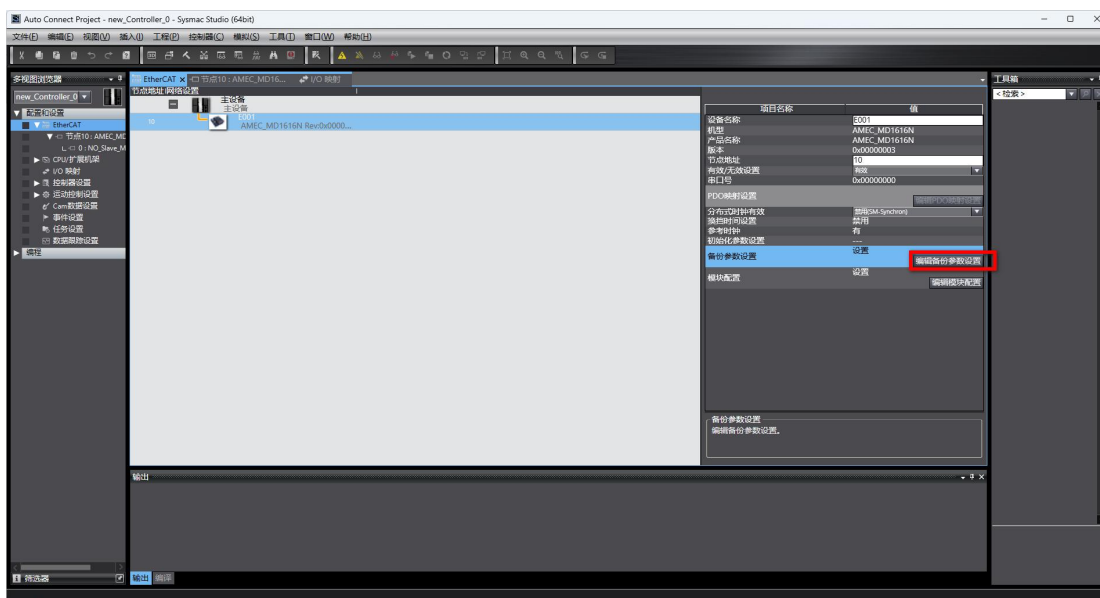 Auto Connect Project - new_Controller_0 - Sysmac Studio (64bit)
文件(F) 编辑(E) 视图(V) 插入(I) 工程(P) 控制器(C) 模拟(S) 工具(T) 窗口(W) 帮助(H)
多视图浏览器
new_Controller_0
配置和设置
EtherCAT
节点10 : AMEC_MD
0 : NO_Slave_M
CPU/扩展机架
I/O 映射
控制器设置
运动控制设置
Cam数据设置
事件设置
任务设置
数据跟踪设置
编程
筛选器
EtherCAT 节点10 : AMEC_MD16... I/O 映射
节点地址|网络设置
主设备
主设备
10
E001
AMEC_MD1616N Rev:0x0000...
项目名称 值
设备名称 E001
机型 AMEC_MD1616N
产品名称 AMEC_MD1616N
版本 0x00000003
节点地址 10
有效/无效设置 有效
串口号 0x00000000
PDO映射设置 编辑PDO映射设置
分布式时钟有效 禁用(SM-Synchron)
换挡时间设置 禁用
参考时钟 有
初始化参数设置 ---
备份参数设置 设置
编辑备份参数设置
模块配置 设置
编辑模块配置
备份参数设置
编辑备份参数设置。
输出
输出 编译
工具箱
<检索>